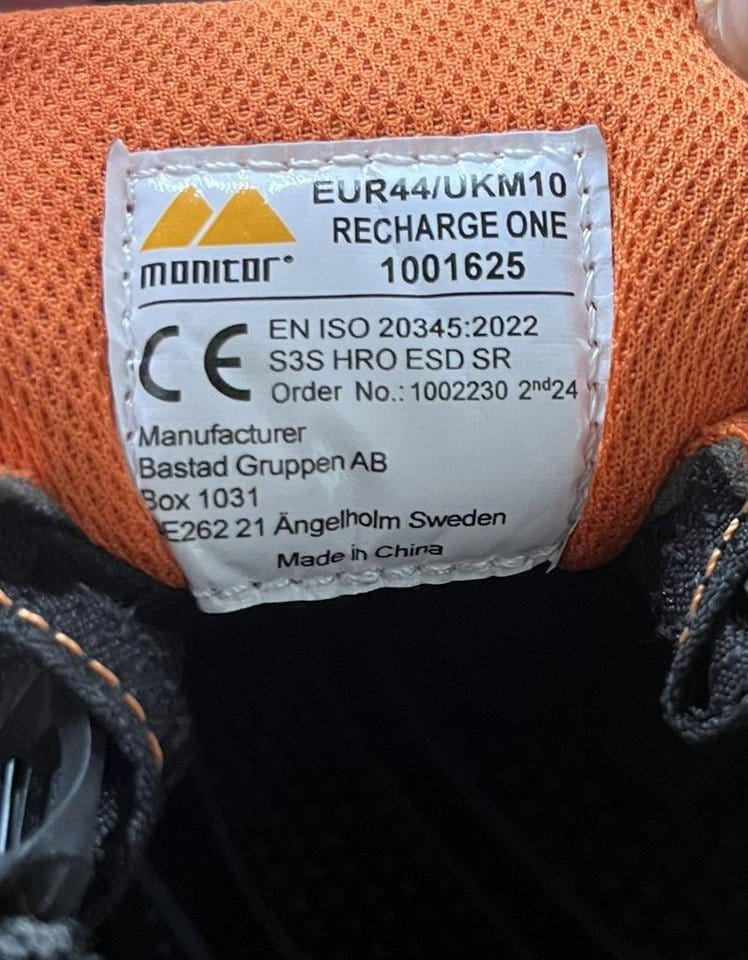 EUR44/UKM10
RECHARGE ONE
1001625
monitor®
CE
EN ISO 20345:2022
S3S HRO ESD SR
Order No.: 1002230 2nd24
Manufacturer
Bastad Gruppen AB
Box 1031
E262 21 Ängelholm Sweden
Made in China